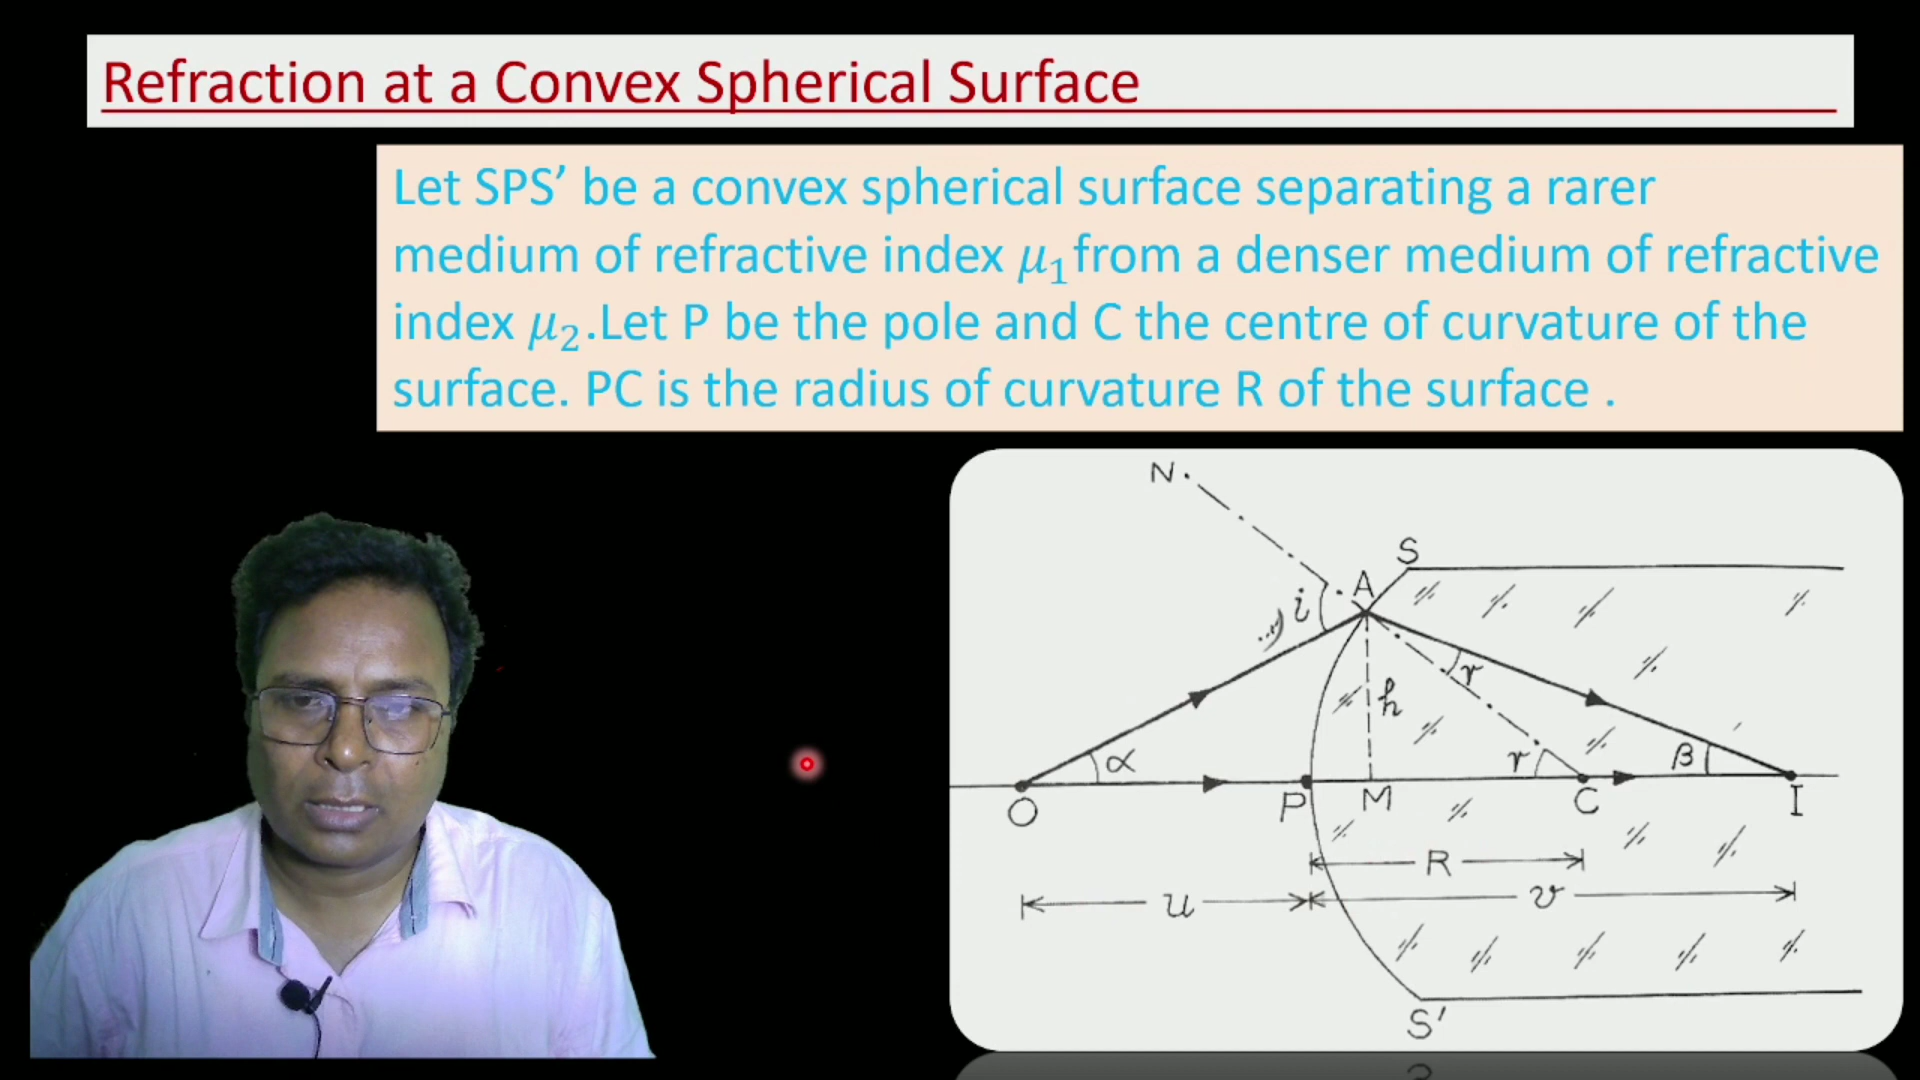 Refraction at a Convex Spherical Surface
Let SPS’ be a convex spherical surface separating a rarer
medium of refractive index μ₁from a denser medium of refractive
index μ₂.Let P be the pole and C the centre of curvature of the
surface. PC is the radius of curvature R of the surface .
N
S
A
i
r
h
α
r
β
O
P
M
C
I
R
u
v
S'